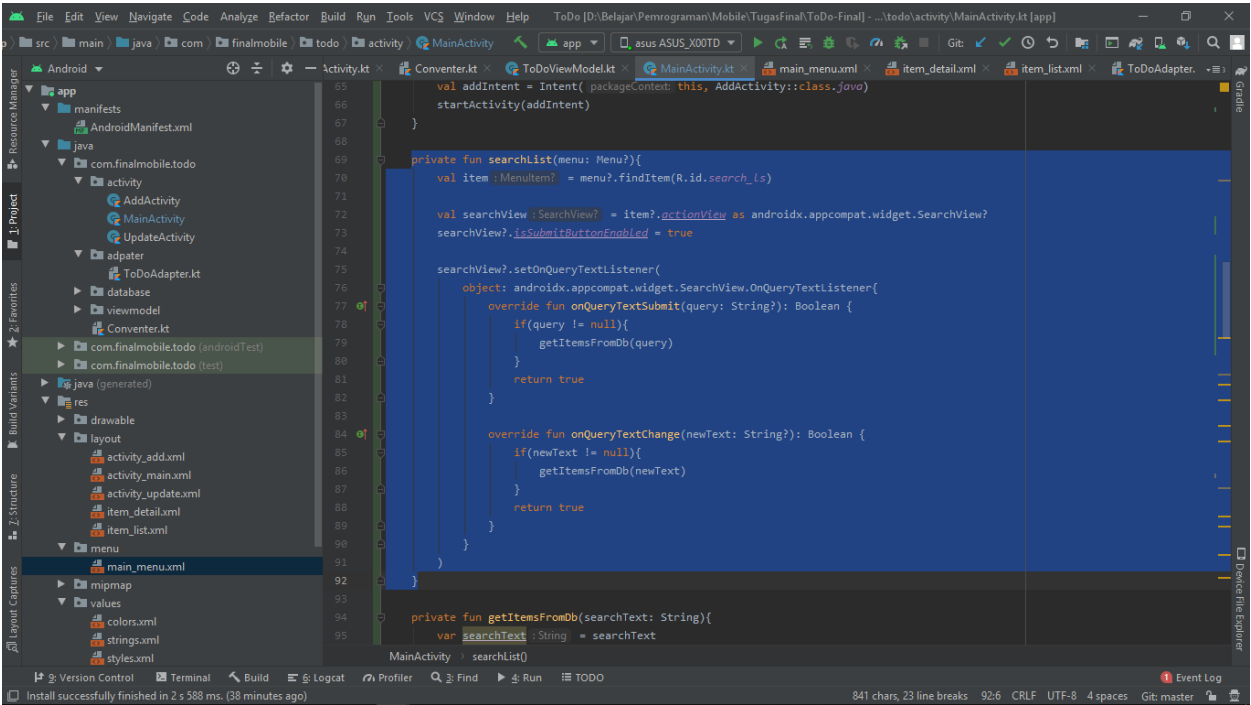 File Edit View Navigate Code Analyze Refactor Build Run Tools VCS Window Help ToDo [D:\Belajar\Pemrograman\Mobile\TugasFinal\ToDo-Final] - ...\todo\activity\MainActivity.kt [app]
src main java com finalmobile todo activity MainActivity app asus ASUS_X00TD Git:
Android ctivity.kt Conventer.kt ToDoViewModel.kt MainActivity.kt main_menu.xml item_detail.xml item_list.xml ToDoAdapter.
Resource Manager
1: Project
2: Favorites
Build Variants
7: Structure
Layout Captures
app
manifests
AndroidManifest.xml
java
com.finalmobile.todo
activity
AddActivity
MainActivity
UpdateActivity
adpater
ToDoAdapter.kt
database
viewmodel
Conventer.kt
com.finalmobile.todo (androidTest)
com.finalmobile.todo (test)
java (generated)
res
drawable
layout
activity_add.xml
activity_main.xml
activity_update.xml
item_detail.xml
item_list.xml
menu
main_menu.xml
mipmap
values
colors.xml
strings.xml
styles.xml
65 val addIntent = Intent( packageContext: this, AddActivity::class.java)
66 startActivity(addIntent)
67 }
68
69 private fun searchList(menu: Menu?){
70 val item : MenuItem? = menu?.findItem(R.id.search_ls)
71
72 val searchView : SearchView? = item?.actionView as androidx.appcompat.widget.SearchView?
73 searchView?.isSubmitButtonEnabled = true
74
75 searchView?.setOnQueryTextListener(
76 object: androidx.appcompat.widget.SearchView.OnQueryTextListener{
77 override fun onQueryTextSubmit(query: String?): Boolean {
78 if(query != null){
79 getItemsFromDb(query)
80 }
81 return true
82 }
83
84 override fun onQueryTextChange(newText: String?): Boolean {
85 if(newText != null){
86 getItemsFromDb(newText)
87 }
88 return true
89 }
90 }
91 )
92 }
93
94 private fun getItemsFromDb(searchText: String){
95 var searchText : String = searchText
MainActivity searchList()
Gradle
Device File Explorer
9: Version Control Terminal Build 6: Logcat Profiler 3: Find 4: Run TODO 1 Event Log
Install successfully finished in 2 s 588 ms. (38 minutes ago) 841 chars, 23 line breaks 92:6 CRLF UTF-8 4 spaces Git: master